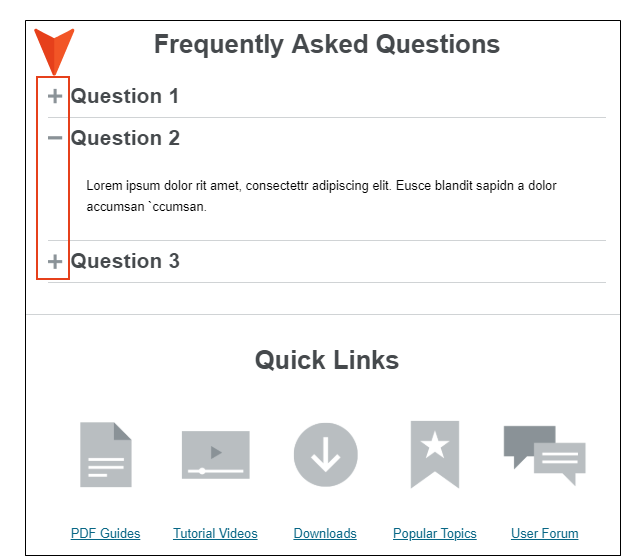 Frequently Asked Questions
Question 1
Question 2
Lorem ipsum dolor rit amet, consectettr adipiscing elit. Eusce blandit sapidn a dolor
accumsan `ccumsan.
Question 3
Quick Links
PDF Guides Tutorial Videos Downloads Popular Topics User Forum